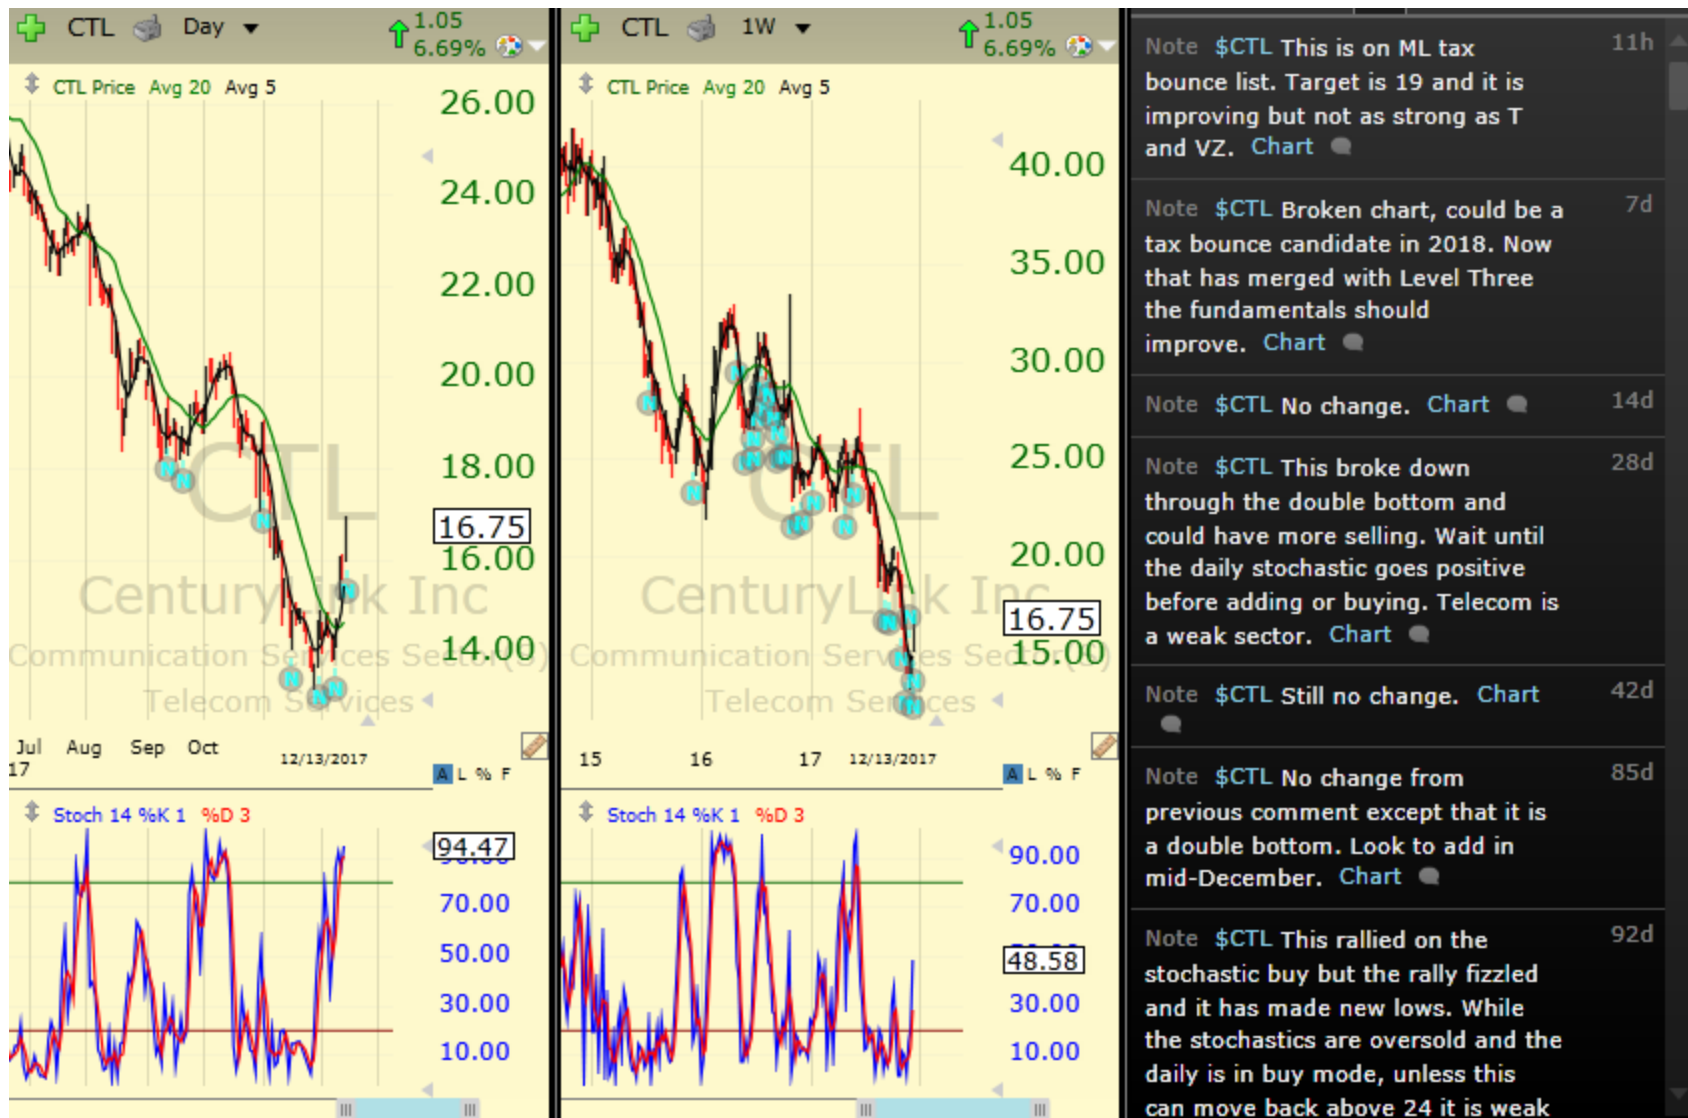 CTL Day 1.05
6.69%
CTL Price Avg 20 Avg 5
26.00
24.00
22.00
20.00
18.00
16.75
16.00
14.00
CTL
CenturyLink Inc
Communication Services Sector(S)
Telecom Services
Jul Aug Sep Oct 12/13/2017
17
A L % F
Stoch 14 %K 1 %D 3
94.47
90.00
70.00
50.00
30.00
10.00
CTL 1W 1.05
6.69%
CTL Price Avg 20 Avg 5
40.00
35.00
30.00
25.00
20.00
16.75
15.00
CTL
CenturyLink Inc
Communication Services Sector(S)
Telecom Services
15 16 17 12/13/2017
A L % F
Stoch 14 %K 1 %D 3
90.00
70.00
50.00
48.58
30.00
10.00
Note $CTL This is on ML tax 11h
bounce list. Target is 19 and it is
improving but not as strong as T
and VZ. Chart
Note $CTL Broken chart, could be a 7d
tax bounce candidate in 2018. Now
that has merged with Level Three
the fundamentals should
improve. Chart
Note $CTL No change. Chart 14d
Note $CTL This broke down 28d
through the double bottom and
could have more selling. Wait until
the daily stochastic goes positive
before adding or buying. Telecom is
a weak sector. Chart
Note $CTL Still no change. Chart 42d
Note $CTL No change from 85d
previous comment except that it is
a double bottom. Look to add in
mid-December. Chart
Note $CTL This rallied on the 92d
stochastic buy but the rally fizzled
and it has made new lows. While
the stochastics are oversold and the
daily is in buy mode, unless this
can move back above 24 it is weak